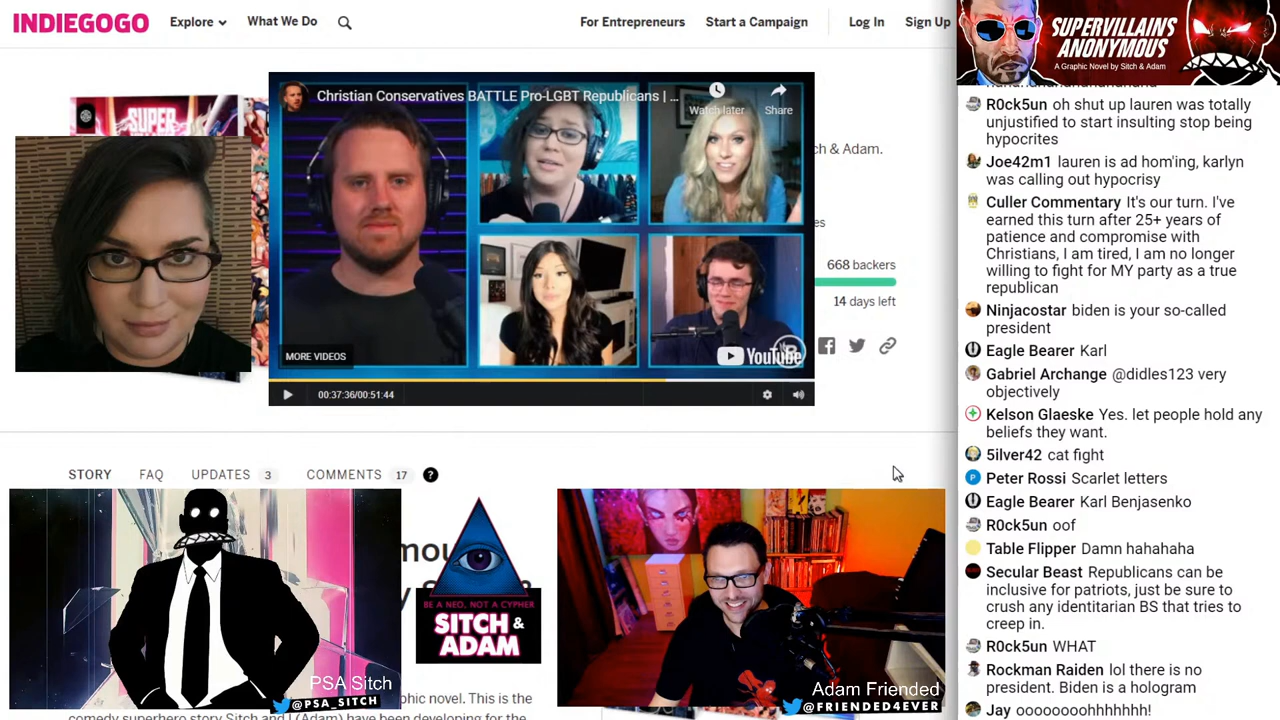 INDIEGOGO
Explore
What We Do
For Entrepreneurs
Start a Campaign
Log In
Sign Up
SUPER
Christian Conservatives BATTLE Pro-LGBT Republicans | ...
Watch later
Share
MORE VIDEOS
YouTube
00:37:36/00:51:44
ch & Adam.
es
668 backers
14 days left
STORY
FAQ
UPDATES 3
COMMENTS 17 ?
BE A NEO, NOT A CYPHER
SITCH &
ADAM
PSA Sitch
@PSA_SITCH
Adam Friended
@FRIENDED4EVER
phic novel. This is the
comedy superhero story Sitch and I (Adam) have been developing for the
SUPERVILLAINS
ANONYMOUS
A Graphic Novel by Sitch & Adam
R0ck5un oh shut up lauren was totally
unjustified to start insulting stop being
hypocrites
Joe42m1 lauren is ad hom'ing, karlyn
was calling out hypocrisy
Culler Commentary It's our turn. I've
earned this turn after 25+ years of
patience and compromise with
Christians, I am tired, I am no longer
willing to fight for MY party as a true
republican
Ninjacostar biden is your so-called
president
Eagle Bearer Karl
Gabriel Archange @didles123 very
objectively
Kelson Glaeske Yes. let people hold any
beliefs they want.
5ilver42 cat fight
P
Peter Rossi Scarlet letters
Eagle Bearer Karl Benjasenko
R0ck5un oof
Table Flipper Damn hahahaha
Secular Beast Republicans can be
inclusive for patriots, just be sure to
crush any identitarian BS that tries to
creep in.
R0ck5un WHAT
Rockman Raiden lol there is no
president. Biden is a hologram
Jay oooooooohhhhhhh!